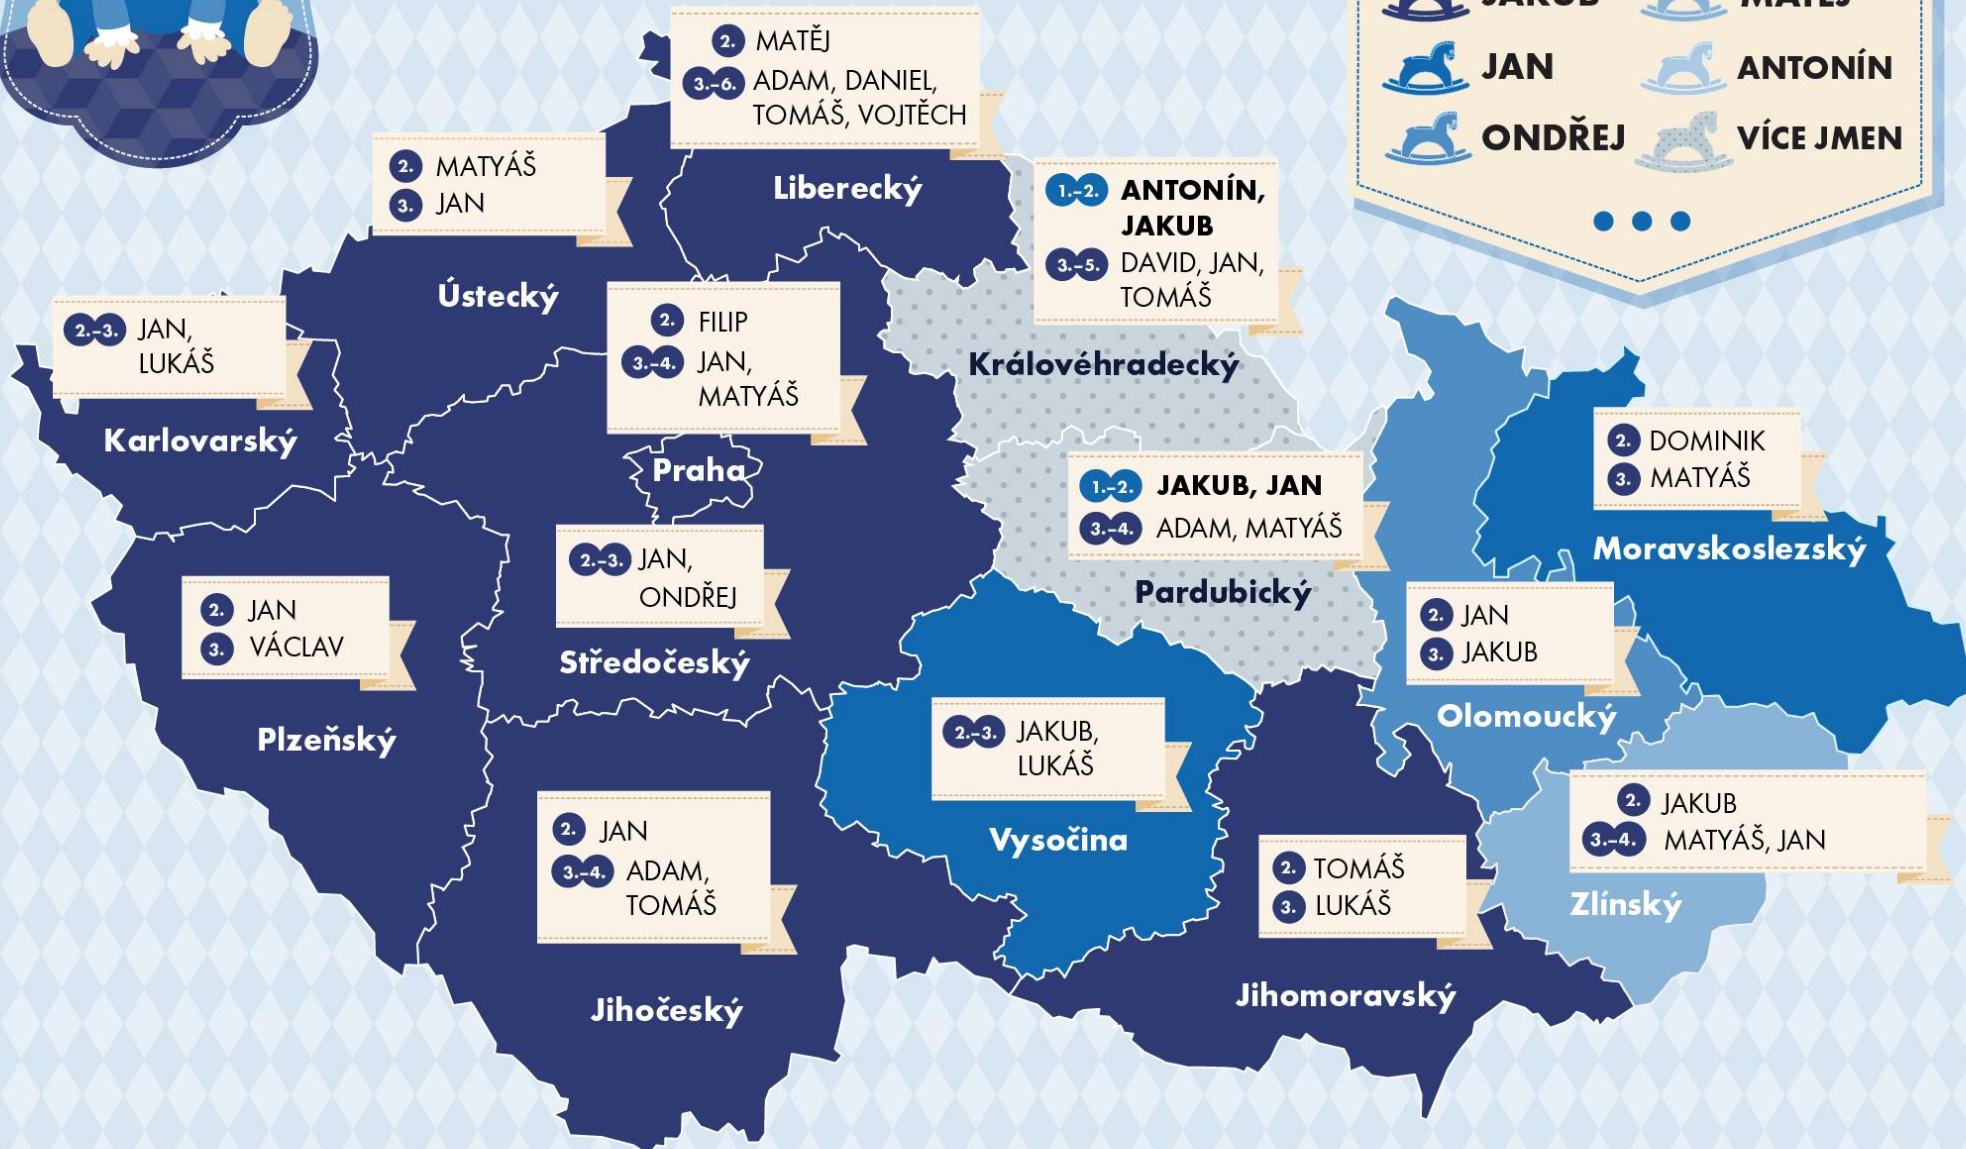 JAKUB
MATĚJ
JAN
ANTONÍN
ONDŘEJ
VÍCE JMEN
2. MATĚJ
3.–6. ADAM, DANIEL,
TOMÁŠ, VOJTĚCH
Liberecký
2. MATYÁŠ
3. JAN
Ústecký
1.–2. ANTONÍN,
JAKUB
3.–5. DAVID, JAN,
TOMÁŠ
Královéhradecký
2.–3. JAN,
LUKÁŠ
Karlovarský
2. FILIP
3.–4. JAN,
MATYÁŠ
Praha
1.–2. JAKUB, JAN
3.–4. ADAM, MATYÁŠ
Pardubický
2. DOMINIK
3. MATYÁŠ
Moravskoslezský
2.–3. JAN,
ONDŘEJ
Středočeský
2. JAN
3. VÁCLAV
Plzeňský
2. JAN
3. JAKUB
Olomoucký
2.–3. JAKUB,
LUKÁŠ
Vysočina
2. JAN
3.–4. ADAM,
TOMÁŠ
Jihočeský
2. TOMÁŠ
3. LUKÁŠ
Jihomoravský
2. JAKUB
3.–4. MATYÁŠ, JAN
Zlínský